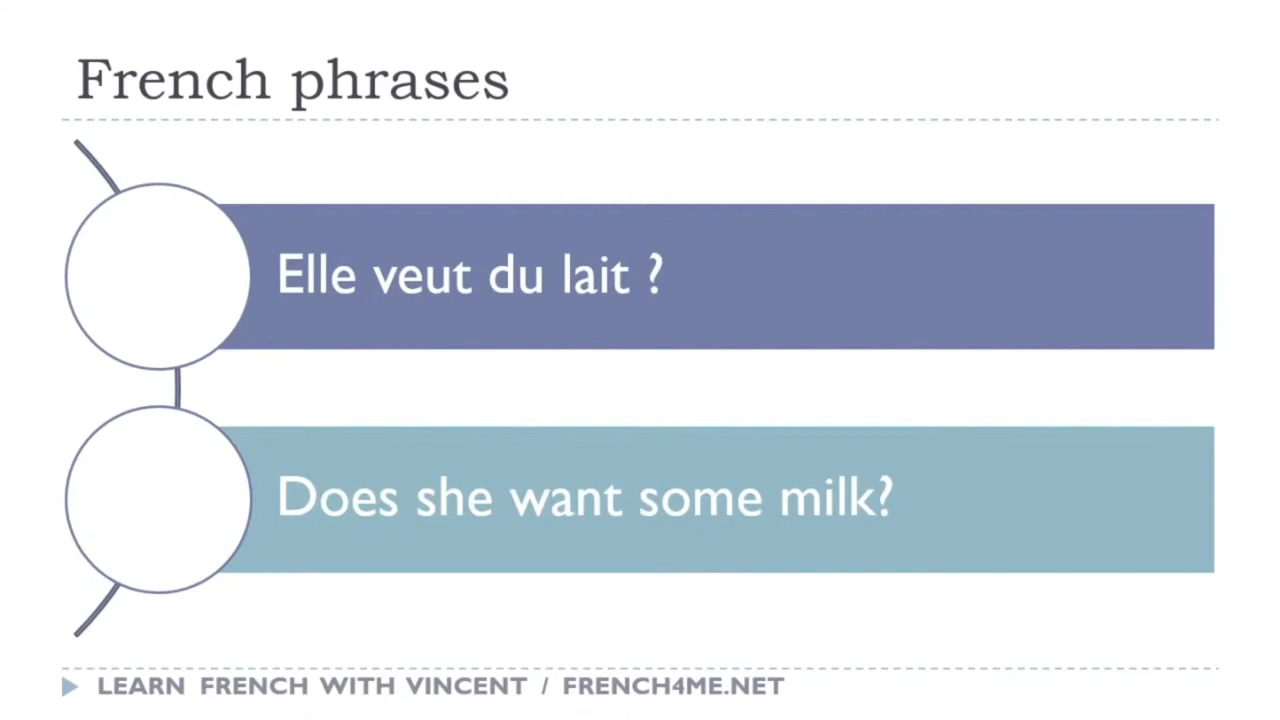 French phrases
Elle veut du lait ?
Does she want some milk?
LEARN FRENCH WITH VINCENT / FRENCH4ME.NET